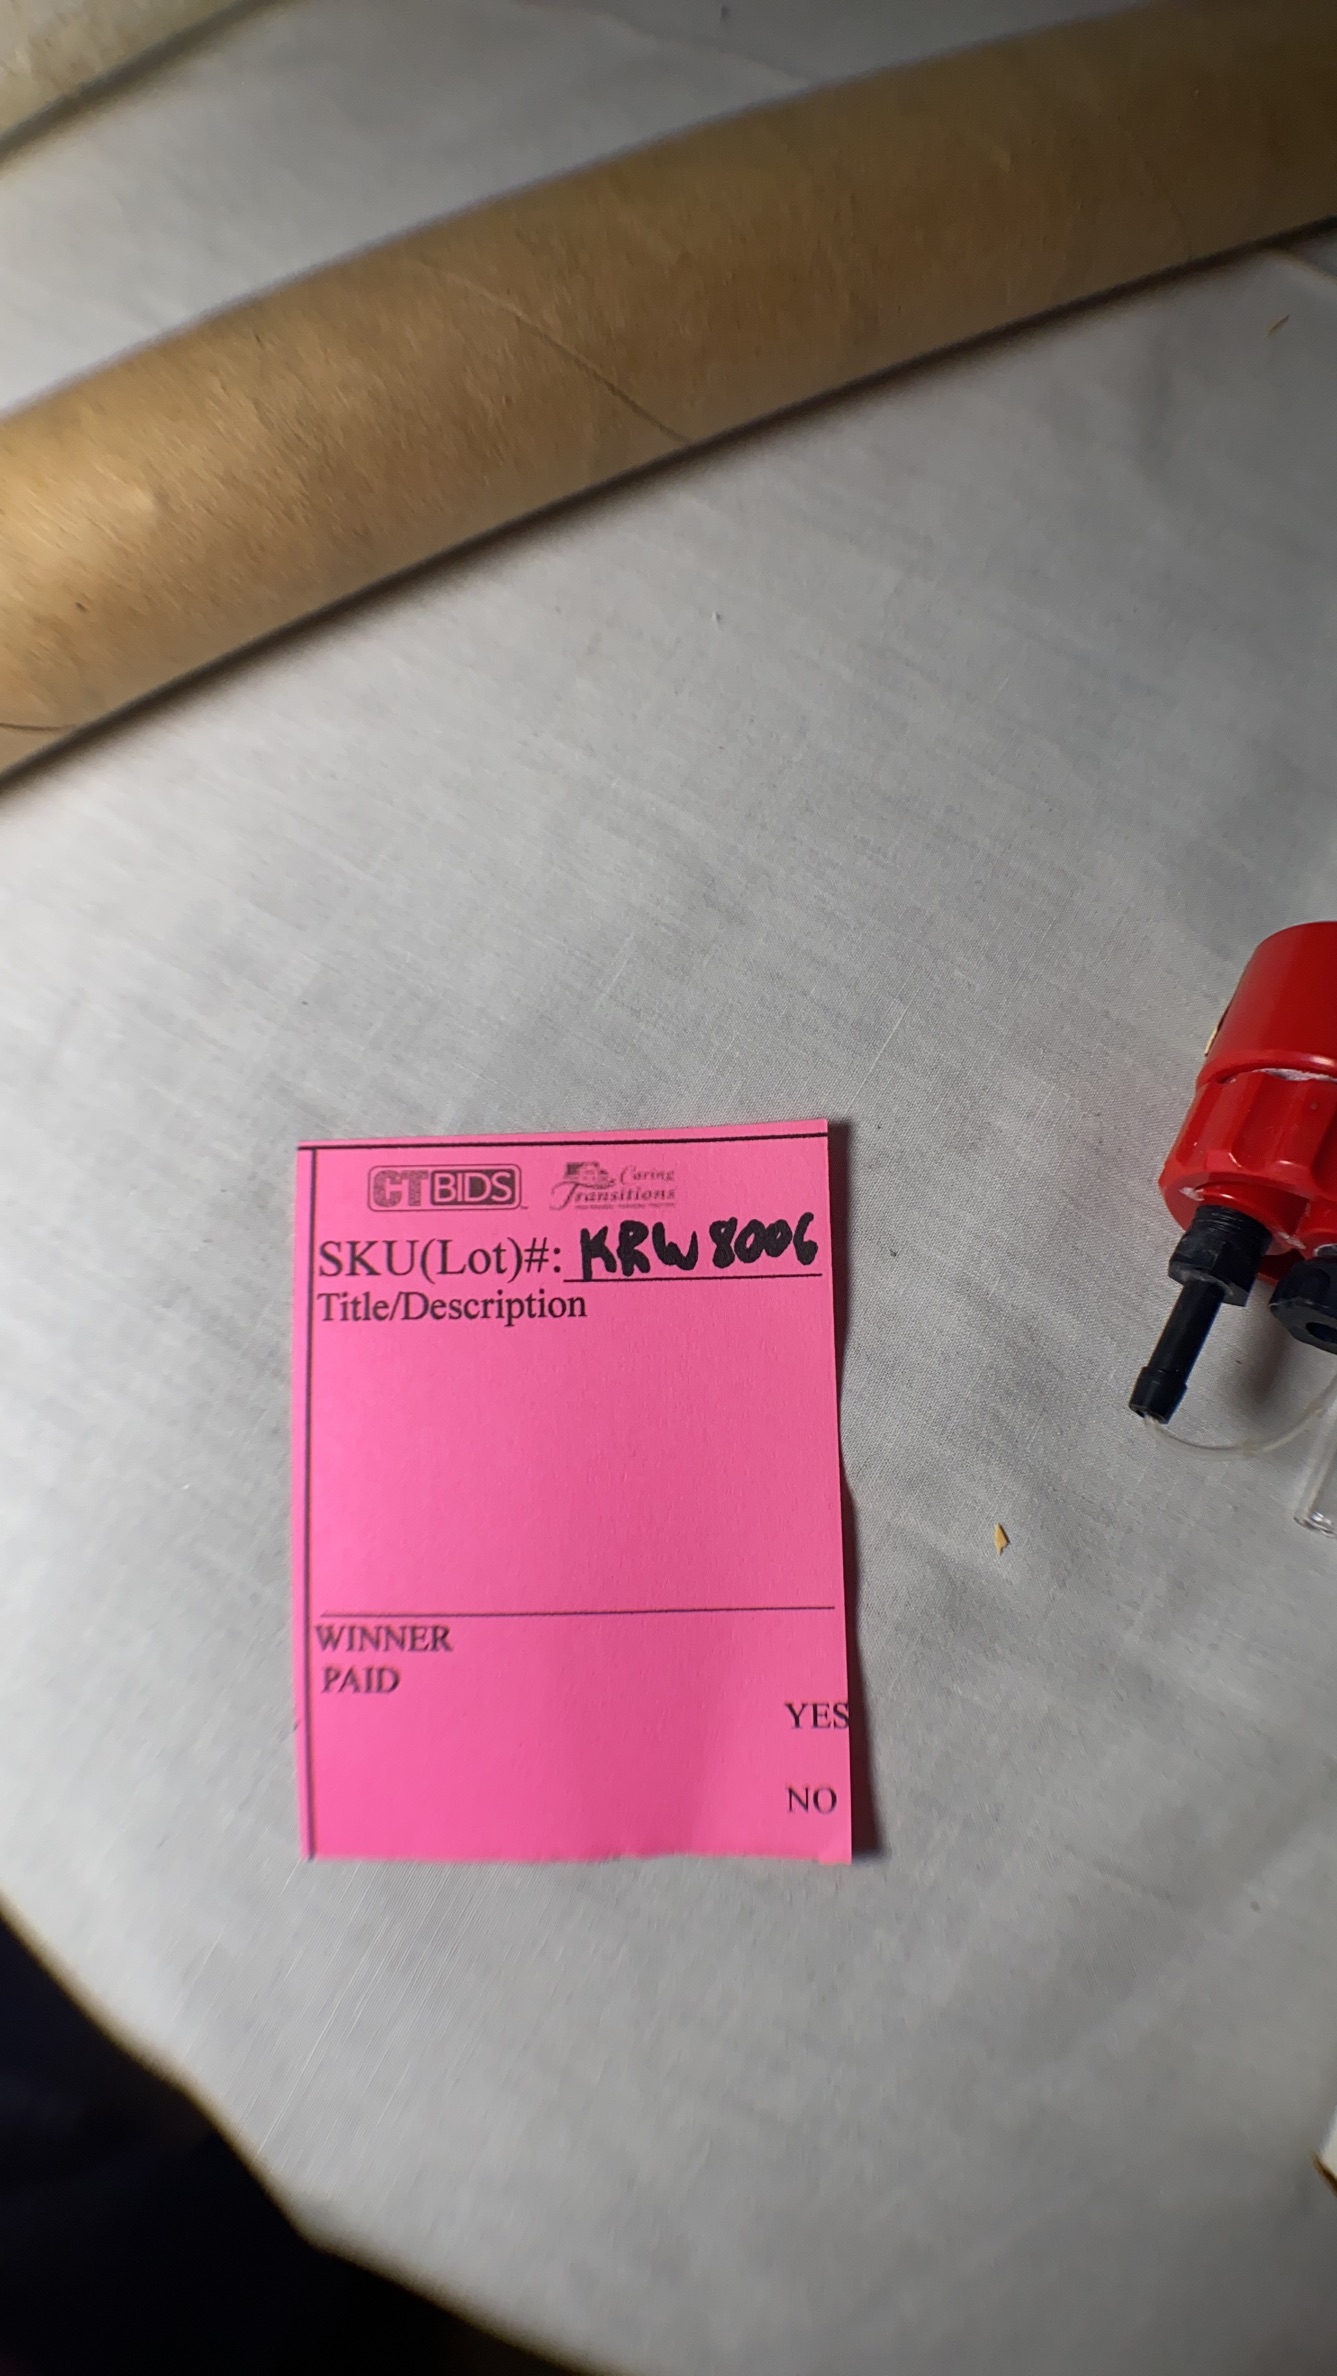 CTBIDS
Caring
Transitions
SKU(Lot)#: KRW8006
Title/Description
WINNER
PAID
YES
NO